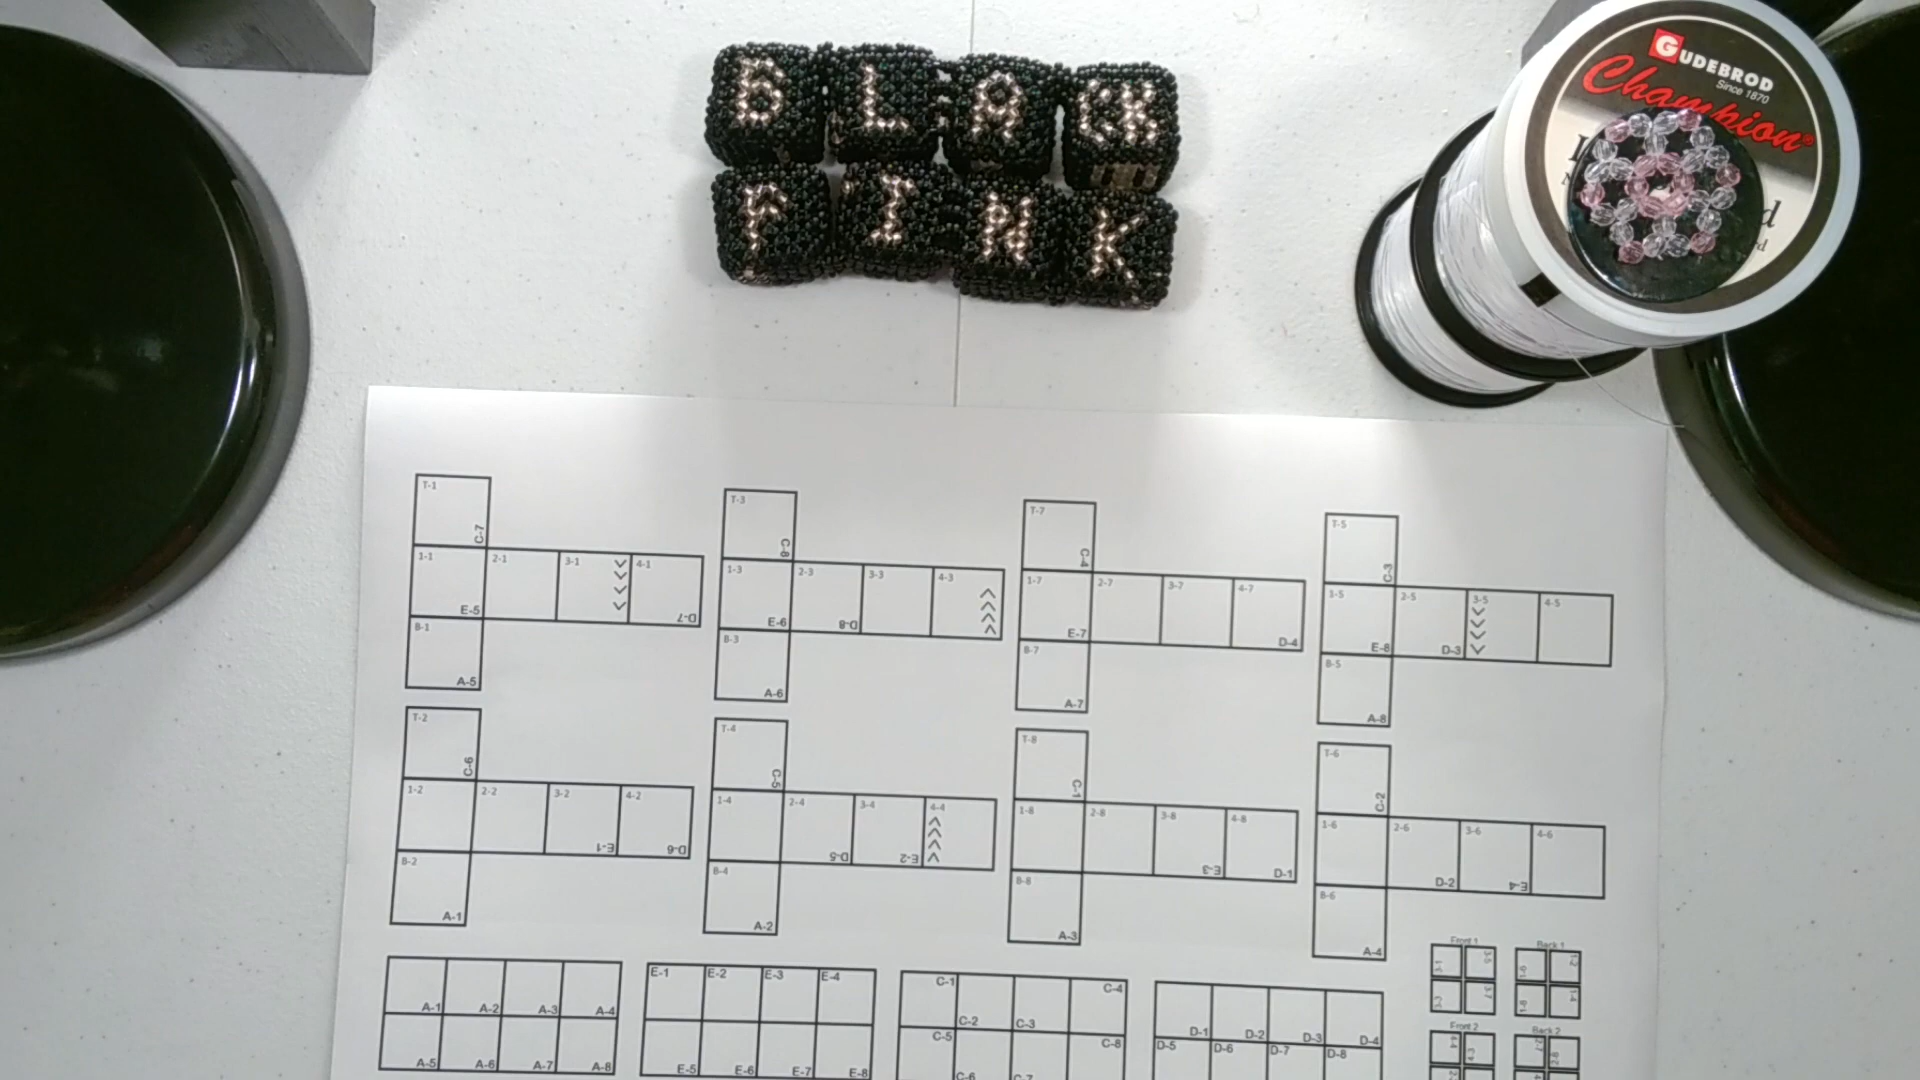 B L A CK
P I N K
GUDEBROD
Since 1870
Champion®
T-1
C-7
1-1
2-1
3-1
4-1
E-5
D-7
B-1
A-5
T-3
C-8
1-3
2-3
3-3
4-3
E-6
D-8
B-3
A-6
T-7
C-4
1-7
2-7
3-7
4-7
E-7
D-4
B-7
A-7
T-5
C-3
1-5
2-5
3-5
4-5
E-8
D-3
B-5
A-8
T-2
C-6
1-2
2-2
3-2
4-2
E-1
D-6
B-2
A-1
T-4
C-5
1-4
2-4
3-4
4-4
D-5
E-2
B-4
A-2
T-8
C-1
1-8
2-8
3-8
4-8
E-3
D-1
B-8
A-3
T-6
C-2
1-6
2-6
3-6
4-6
D-2
E-4
B-6
A-4
A-1 A-2 A-3 A-4
A-5 A-6 A-7 A-8
E-1 E-2 E-3 E-4
E-5 E-6 E-7 E-8
C-1 C-2 C-3 C-4
C-5 C-6 C-7 C-8
D-1 D-2 D-3 D-4
D-5 D-6 D-7 D-8
Front 1
Back 1
Front 2
Back 2